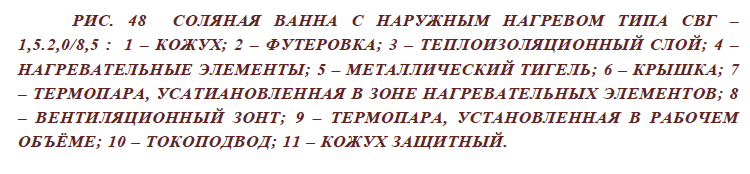 РИС. 48 СОЛЯНАЯ ВАННА С НАРУЖНЫМ НАГРЕВОМ ТИПА СВГ –
1,5.2,0/8,5 : 1 – КОЖУХ; 2 – ФУТЕРОВКА; 3 – ТЕПЛОИЗОЛЯЦИОННЫЙ СЛОЙ; 4 –
НАГРЕВАТЕЛЬНЫЕ ЭЛЕМЕНТЫ; 5 – МЕТАЛЛИЧЕСКИЙ ТИГЕЛЬ; 6 – КРЫШКА; 7
– ТЕРМОПАРА, УСАТИАНОВЛЕННАЯ В ЗОНЕ НАГРЕВАТЕЛЬНЫХ ЭЛЕМЕНТОВ; 8
– ВЕНТИЛЯЦИОННЫЙ ЗОНТ; 9 – ТЕРМОПАРА, УСТАНОВЛЕННАЯ В РАБОЧЕМ
ОБЪЁМЕ; 10 – ТОКОПОДВОД; 11 – КОЖУХ ЗАЩИТНЫЙ.